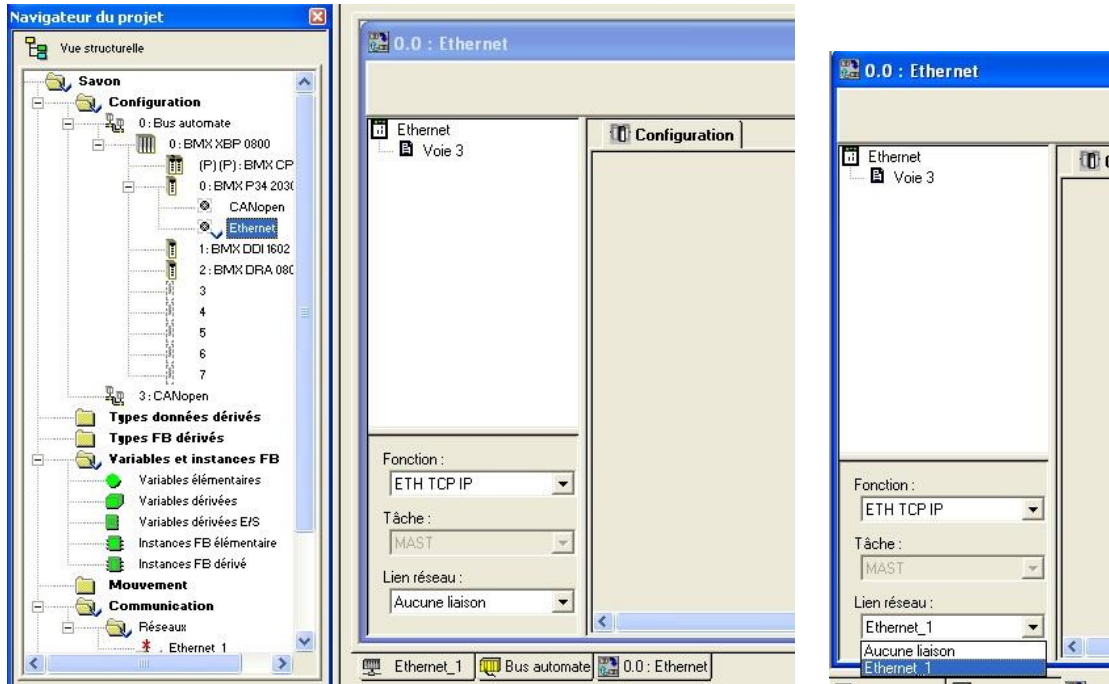 Navigateur du projet
Vue structurelle
Savon
Configuration
0 : Bus automate
0 : BMX XBP 0800
(P) (P) : BMX CP
0 : BMX P34 2030
CANopen
Ethernet
1 : BMX DDI 1602
2 : BMX DRA 080
3
4
5
6
7
3 : CANopen
Types données dérivés
Types FB dérivés
Variables et instances FB
Variables élémentaires
Variables dérivées
Variables dérivées E/S
Instances FB élémentaire
Instances FB dérivé
Mouvement
Communication
Réseaux
Ethernet_1
0.0 : Ethernet
Ethernet
Voie 3
Configuration
Fonction :
ETH TCP IP
Tâche :
MAST
Lien réseau :
Aucune liaison
Ethernet_1 Bus automate 0.0 : Ethernet
0.0 : Ethernet
Ethernet
Voie 3
Fonction :
ETH TCP IP
Tâche :
MAST
Lien réseau :
Ethernet_1
Aucune liaison
Ethernet_1